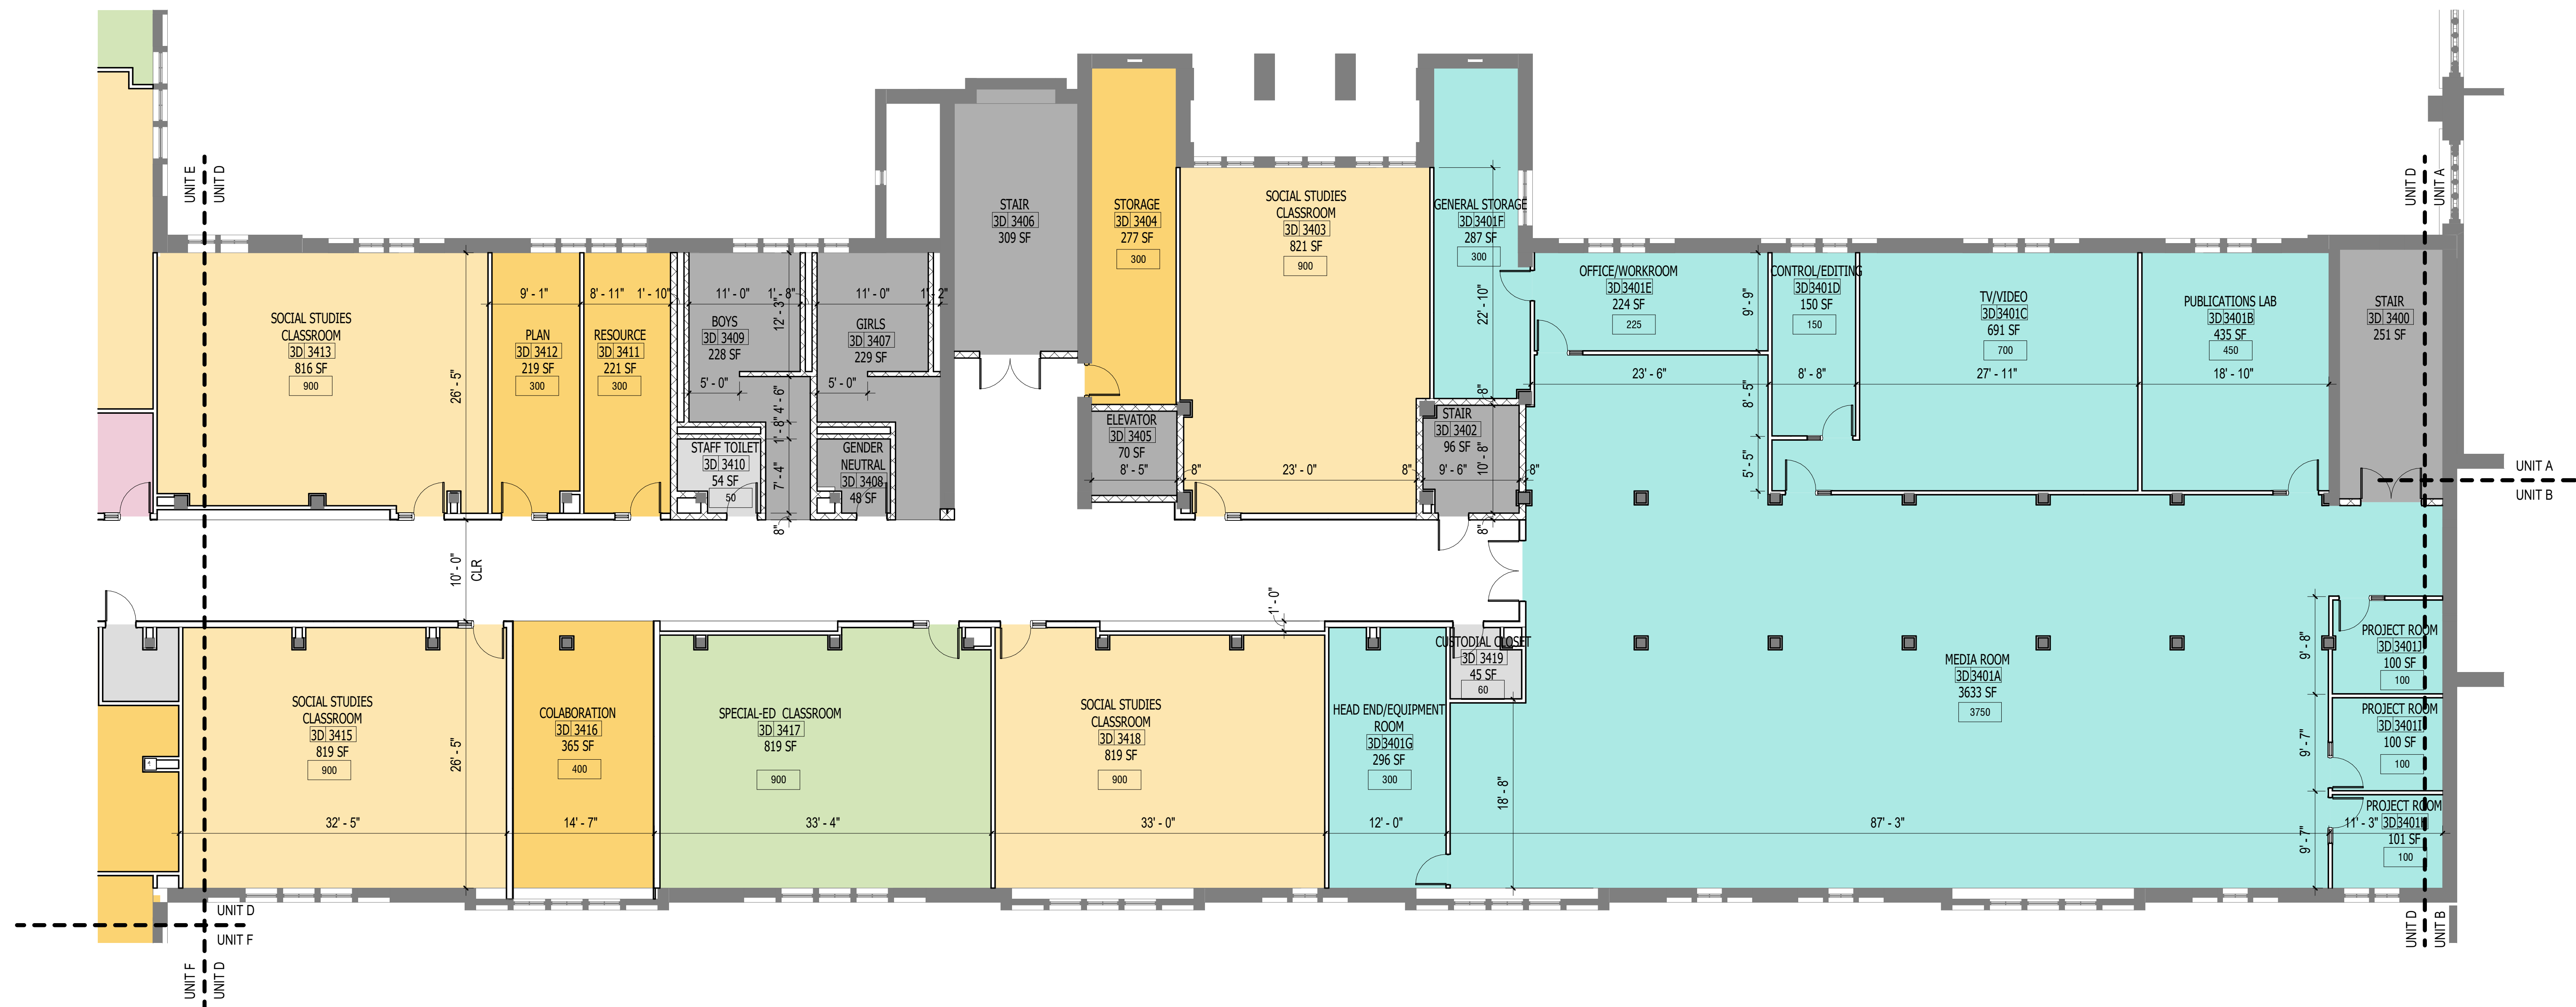 UNIT E
UNIT D
UNIT D
UNIT A
STAIR
3D 3406
309 SF
STORAGE
3D 3404
277 SF
300
SOCIAL STUDIES
CLASSROOM
3D 3403
821 SF
900
GENERAL STORAGE
3D 3401F
287 SF
300
22' - 10"
OFFICE/WORKROOM
3D 3401E
224 SF
225
9' - 9"
CONTROL/EDITING
3D 3401D
150 SF
150
TV/VIDEO
3D 3401C
691 SF
700
PUBLICATIONS LAB
3D 3401B
435 SF
450
STAIR
3D 3400
251 SF
SOCIAL STUDIES
CLASSROOM
3D 3413
816 SF
900
26' - 5"
9' - 1"
8' - 11"
1' - 10"
11' - 0"
1' - 8"
12' - 3"
11' - 0"
1' - 2"
PLAN
3D 3412
219 SF
300
RESOURCE
3D 3411
221 SF
300
BOYS
3D 3409
228 SF
GIRLS
3D 3407
229 SF
5' - 0"
5' - 0"
4' - 6"
1' - 8"
7' - 4"
8"
STAFF TOILET
3D 3410
54 SF
50
GENDER
NEUTRAL
3D 3408
48 SF
ELEVATOR
3D 3405
70 SF
8' - 5"
8"
23' - 0"
8"
9' - 6"
8"
STAIR
3D 3402
96 SF
8"
10' - 8"
8"
23' - 6"
8' - 8"
27' - 11"
18' - 10"
8' - 5"
5' - 5"
UNIT A
UNIT B
10' - 0"
CLR
1' - 0"
SOCIAL STUDIES
CLASSROOM
3D 3415
819 SF
900
26' - 5"
COLABORATION
3D 3416
365 SF
400
SPECIAL-ED CLASSROOM
3D 3417
819 SF
900
SOCIAL STUDIES
CLASSROOM
3D 3418
819 SF
900
HEAD END/EQUIPMENT
ROOM
3D 3401G
296 SF
300
CUSTODIAL CLOSET
3D 3419
45 SF
60
18' - 8"
MEDIA ROOM
3D 3401A
3633 SF
3750
PROJECT ROOM
3D 3401J
100 SF
100
9' - 8"
PROJECT ROOM
3D 3401I
100 SF
100
9' - 7"
PROJECT ROOM
3D 3401H
101 SF
100
9' - 7"
32' - 5"
14' - 7"
33' - 4"
33' - 0"
12' - 0"
87' - 3"
11' - 3"
UNIT D
UNIT F
UNIT F
UNIT D
UNIT D
UNIT B